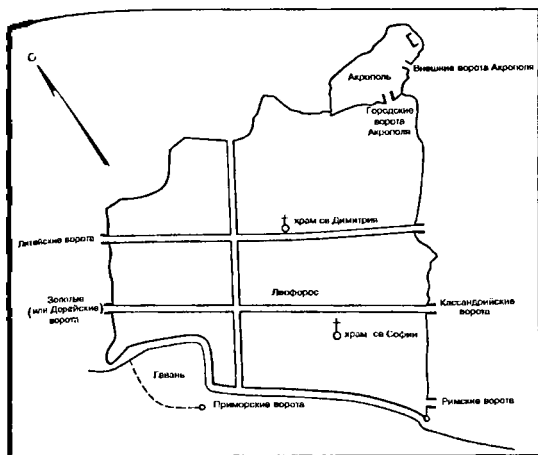 С
Акрополь
Внешние ворота Акрополя
Городские
ворота
Акрополя
храм св Димитрия
Литейские ворота
Леофорос
Золотые
(или Дорейские)
ворота
Кассандрийские
ворота
храм св Софии
Гавань
Приморские ворота
Римские ворота